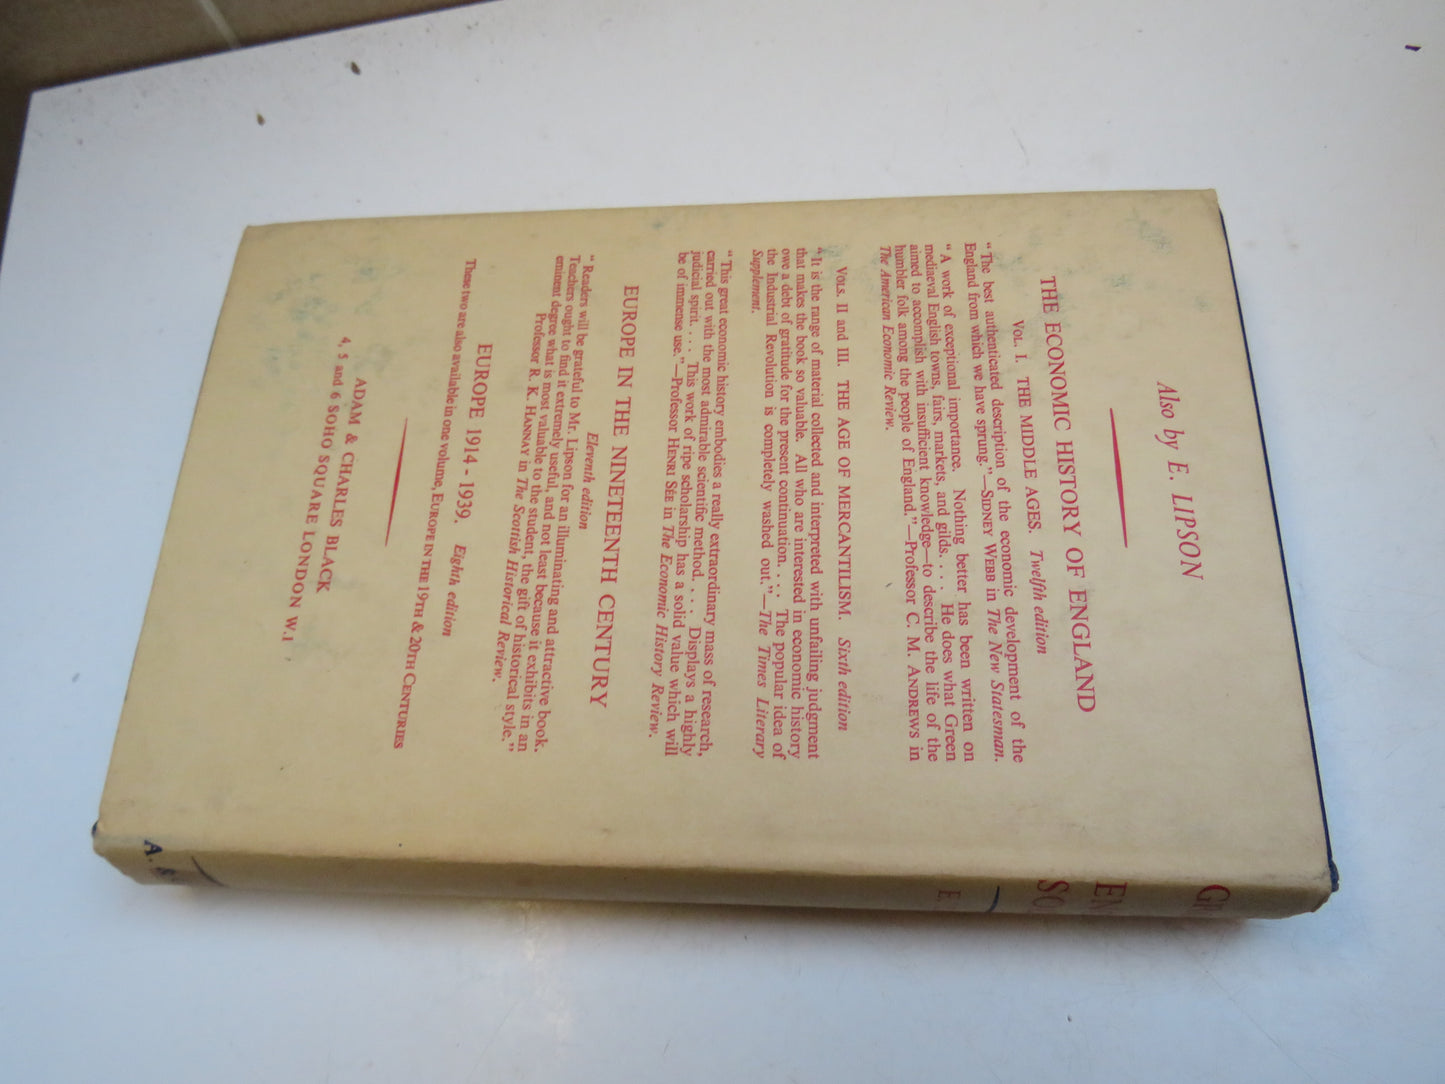 Also by E. LIPSON
THE ECONOMIC HISTORY OF ENGLAND
VOL. I. THE MIDDLE AGES. Twelfth edition
“The best authenticated description of the economic development of the
England from which we have sprung.”—SIDNEY WEBB in The New Statesman.
“A work of exceptional importance. Nothing better has been written on
mediaeval English towns, fairs, markets, and gilds. . . . He does what Green
aimed to accomplish with insufficient knowledge—to describe the life of the
humbler folk among the people of England.”—Professor C. M. ANDREWS in
The American Economic Review.
VOLS. II and III. THE AGE OF MERCANTILISM. Sixth edition
“It is the range of material collected and interpreted with unfailing judgment
that makes the book so valuable. All who are interested in economic history
owe a debt of gratitude for the present continuation. . . . The popular idea of
the Industrial Revolution is completely washed out.”—The Times Literary
Supplement.
“This great economic history embodies a really extraordinary mass of research,
carried out with the most admirable scientific method. . . . Displays a highly
judicial spirit. . . . This work of ripe scholarship has a solid value which will
be of immense use.”—Professor HENRI SÉE in The Economic History Review.
EUROPE IN THE NINETEENTH CENTURY
Eleventh edition
“Readers will be grateful to Mr. Lipson for an illuminating and attractive book.
Teachers ought to find it extremely useful, and not least because it exhibits in an
eminent degree what is most valuable to the student, the gift of historical style.”
Professor R. K. HANNAY in The Scottish Historical Review.
EUROPE 1914-1939. Eighth edition
These two are also available in one volume, EUROPE IN THE 19TH & 20TH CENTURIES
ADAM & CHARLES BLACK
4, 5 and 6 SOHO SQUARE LONDON W.1
E.
A. &